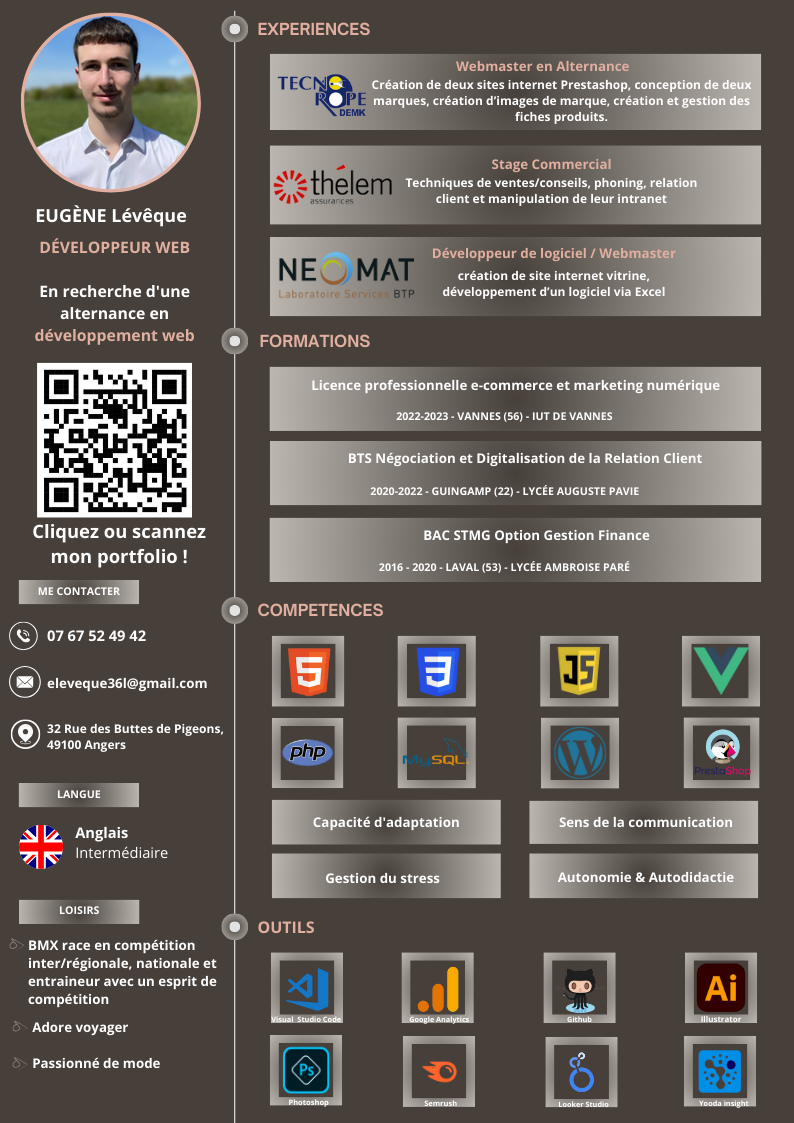 EUGÈNE Lévêque
DÉVELOPPEUR WEB
En recherche d'une
alternance en
développement web
Cliquez ou scannez
mon portfolio !
ME CONTACTER
07 67 52 49 42
eleveque36l@gmail.com
32 Rue des Buttes de Pigeons,
49100 Angers
LANGUE
Anglais
Intermédiaire
LOISIRS
BMX race en compétition
inter/régionale, nationale et
entraineur avec un esprit de
compétition
Adore voyager
Passionné de mode
EXPERIENCES
TECNO
ROPE
DEMK
Webmaster en Alternance
Création de deux sites internet Prestashop, conception de deux
marques, création d'images de marque, création et gestion des
fiches produits.
thélem
assurances
Stage Commercial
Techniques de ventes/conseils, phoning, relation
client et manipulation de leur intranet
NEOMAT
Laboratoire Services BTP
Développeur de logiciel / Webmaster
création de site internet vitrine,
développement d'un logiciel via Excel
FORMATIONS
Licence professionnelle e-commerce et marketing numérique
2022-2023 - VANNES (56) - IUT DE VANNES
BTS Négociation et Digitalisation de la Relation Client
2020-2022 - GUINGAMP (22) - LYCÉE AUGUSTE PAVIE
BAC STMG Option Gestion Finance
2016 - 2020 - LAVAL (53) - LYCÉE AMBROISE PARÉ
COMPETENCES
5
3
JS
php
MySQL
W
PrestaShop
Capacité d'adaptation
Sens de la communication
Gestion du stress
Autonomie & Autodidactie
OUTILS
Visual Studio Code
Google Analytics
Github
Ai
Illustrator
Ps
Photoshop
Semrush
Looker Studio
Yooda insight